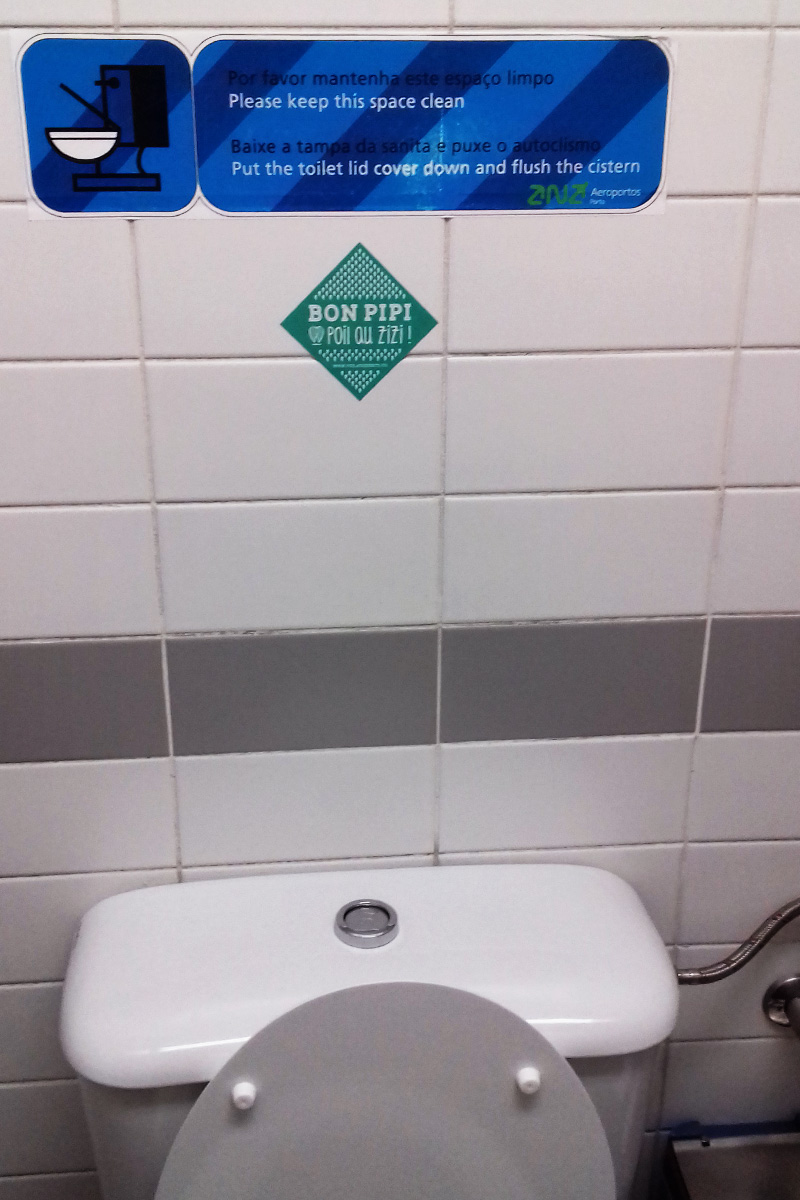 Por favor mantenha este espaço limpo
Please keep this space clean
Baixe a tampa da sanita e puxe o autoclismo
Put the toilet lid cover down and flush the cistern
ANA Aeroportos
Porto
BON PIPI
POil au ZiZi !